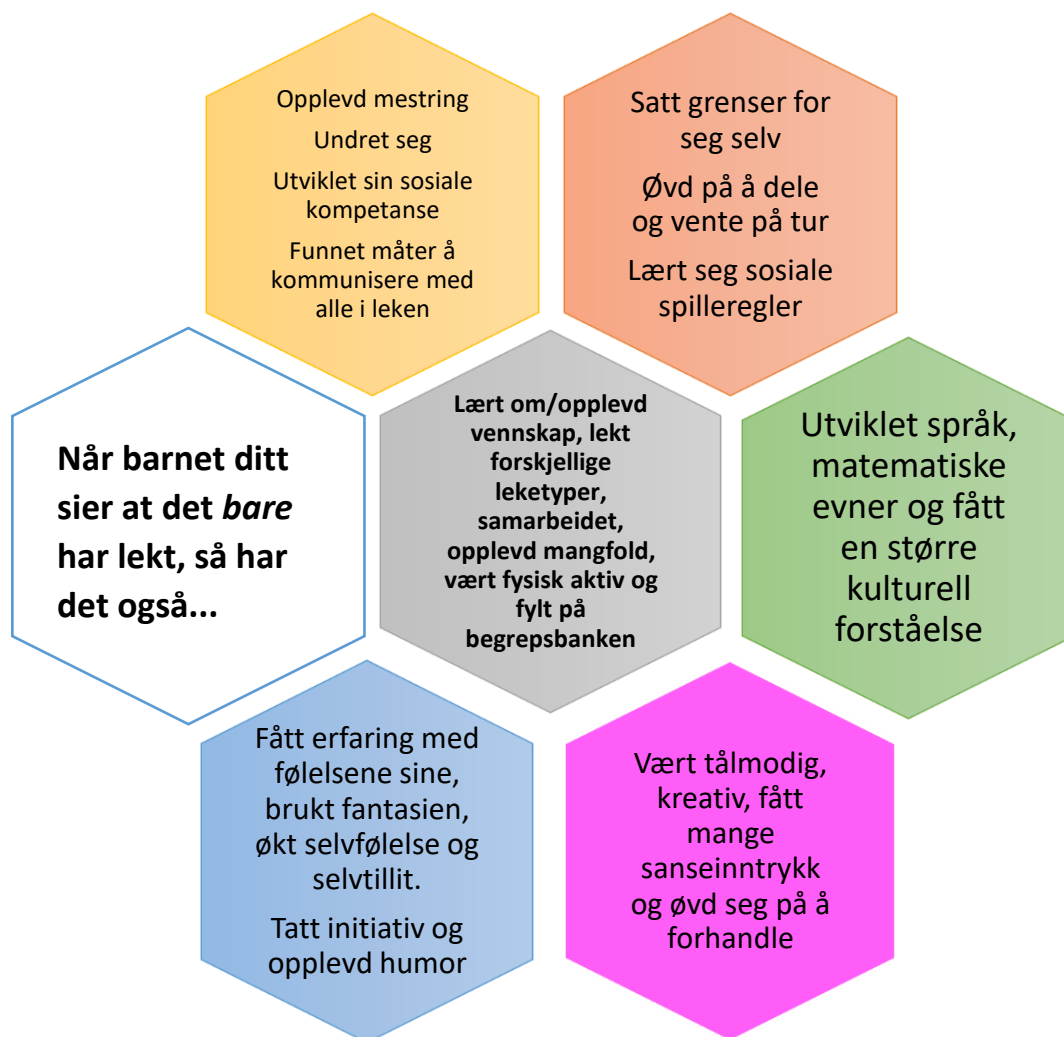 Opplevd mestring
Undret seg
Utviklet sin sosiale
kompetanse
Funnet måter å
kommunisere med
alle i leken
Satt grenser for
seg selv
Øvd på å dele
og vente på tur
Lært seg sosiale
spilleregler
Når barnet ditt
sier at det bare
har lekt, så har
det også...
Lært om/opplevd
vennskap, lekt
forskjellige
leketyper,
samarbeidet,
opplevd mangfold,
vært fysisk aktiv og
fylt på
begrepsbanken
Utviklet språk,
matematiske
evner og fått
en større
kulturell
forståelse
Fått erfaring med
følelsene sine,
brukt fantasien,
økt selvfølelse og
selvtillit.
Tatt initiativ og
opplevd humor
Vært tålmodig,
kreativ, fått
mange
sanseinntrykk
og øvd seg på å
forhandle